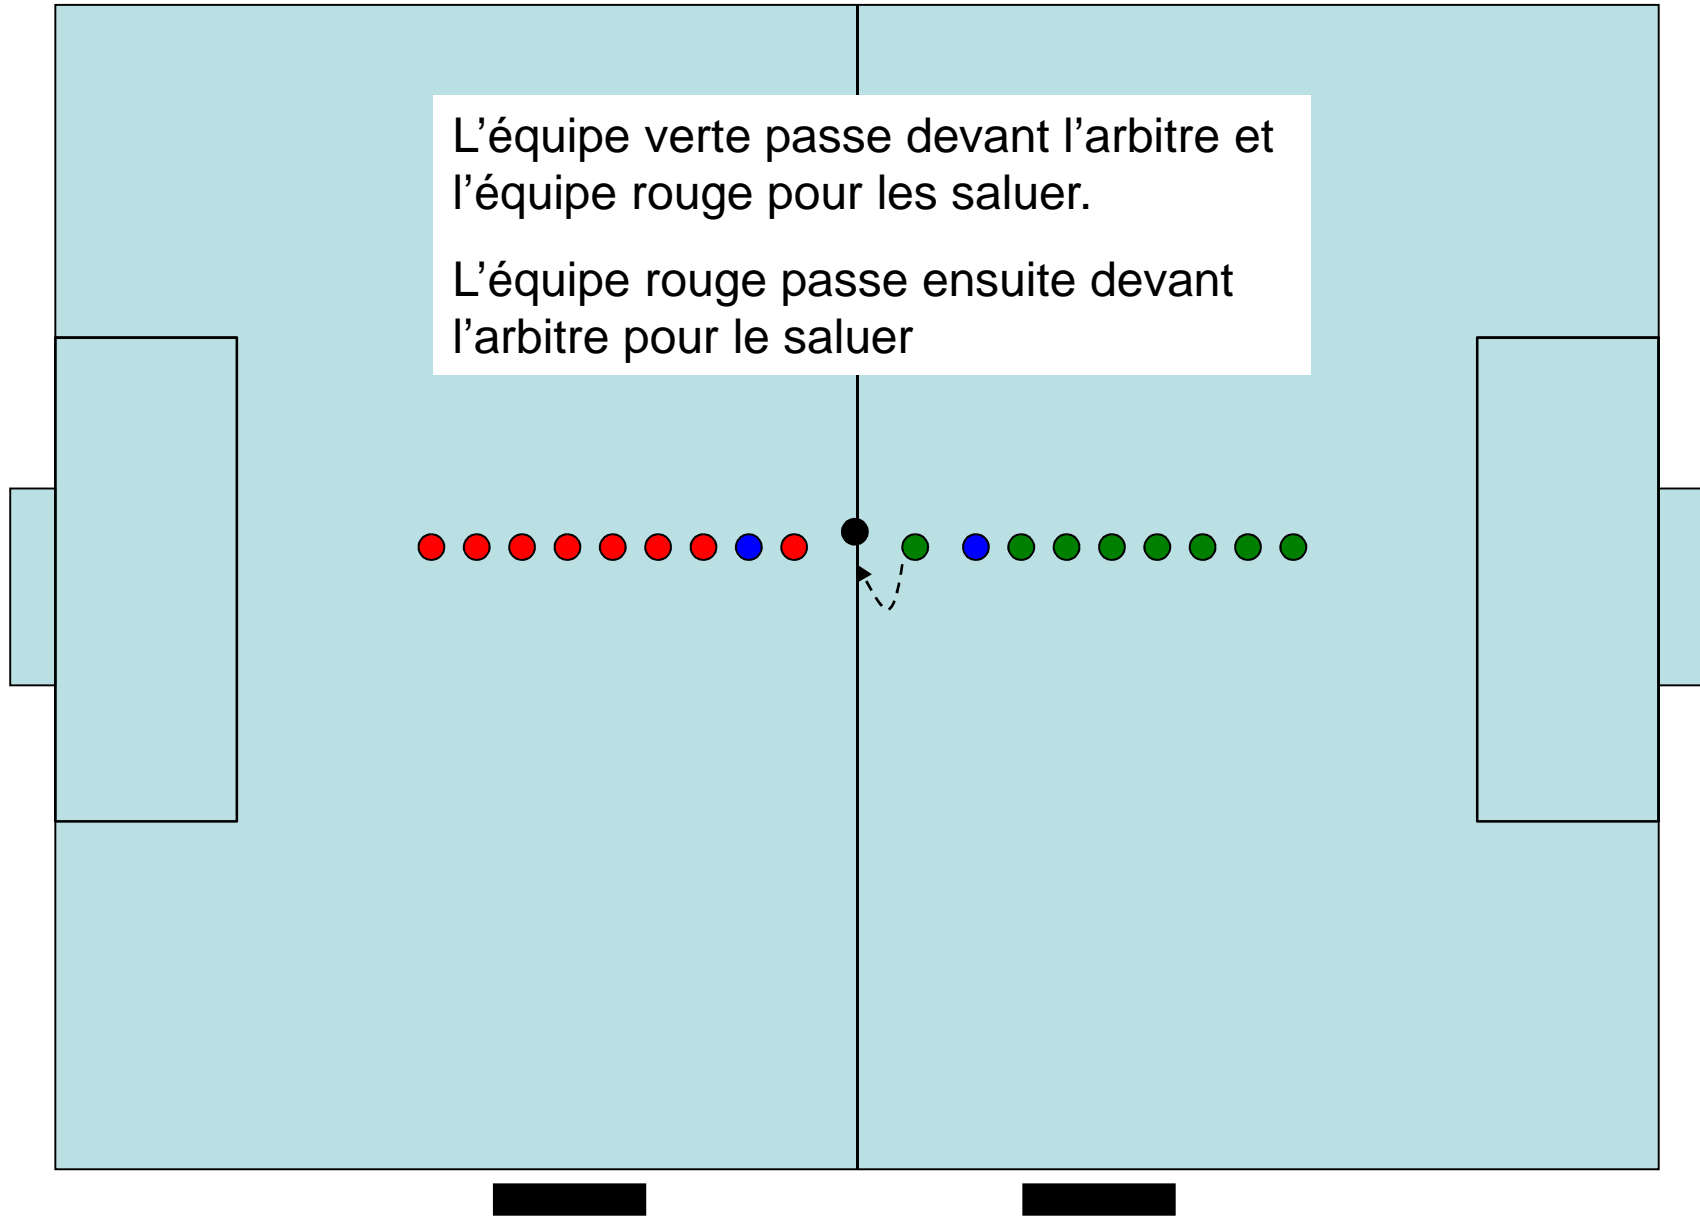 L’équipe verte passe devant l’arbitre et
l’équipe rouge pour les saluer.
L’équipe rouge passe ensuite devant
l’arbitre pour le saluer